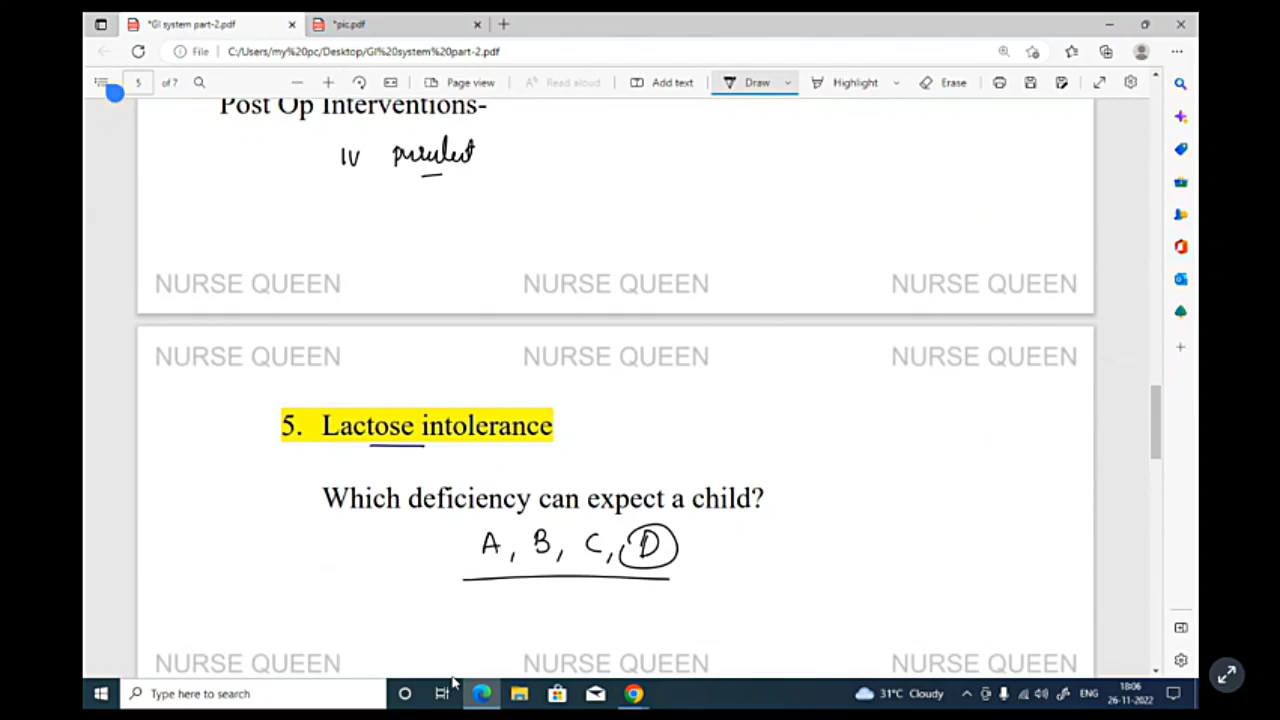 *GI system part-2.pdf
*pic.pdf
File
C:/Users/my%20pc/Desktop/GI%20system%20part-2.pdf
5 of 7
Page view
Read aloud
Add text
Draw
Highlight
Erase
Post Op Interventions-
IV
NURSE QUEEN NURSE QUEEN NURSE QUEEN
NURSE QUEEN NURSE QUEEN NURSE QUEEN
5. Lactose intolerance
Which deficiency can expect a child?
A, B, C, D
NURSE QUEEN NURSE QUEEN NURSE QUEEN
Type here to search
31°C Cloudy
ENG
18:06
26-11-2022